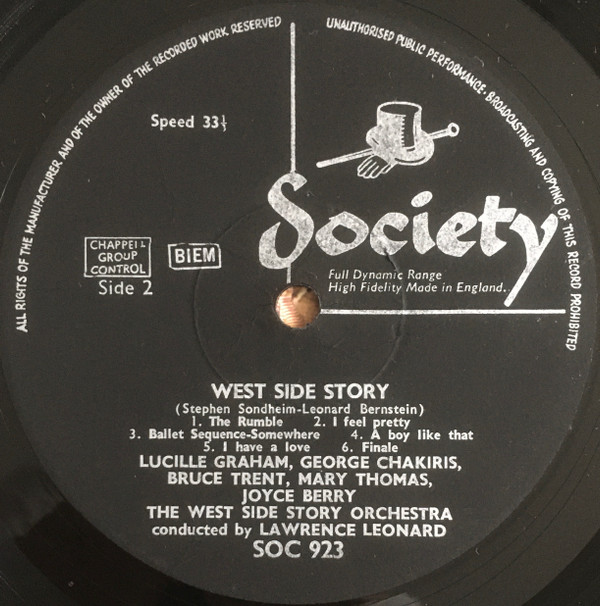 ALL RIGHTS OF THE MANUFACTURER AND OF THE OWNER OF THE RECORDED WORK RESERVED
UNAUTHORISED PUBLIC PERFORMANCE. BROADCASTING AND COPYING OF THIS RECORD PROHIBITED
Speed 33⅓
Society
CHAPPELL
GROUP
CONTROL
BIEM
Side 2
Full Dynamic Range
High Fidelity Made in England.
WEST SIDE STORY
(Stephen Sondheim-Leonard Bernstein)
1. The Rumble 2. I feel pretty
3. Ballet Sequence-Somewhere 4. A boy like that
5. I have a love 6. Finale
LUCILLE GRAHAM, GEORGE CHAKIRIS,
BRUCE TRENT, MARY THOMAS,
JOYCE BERRY
THE WEST SIDE STORY ORCHESTRA
conducted by LAWRENCE LEONARD
SOC 923